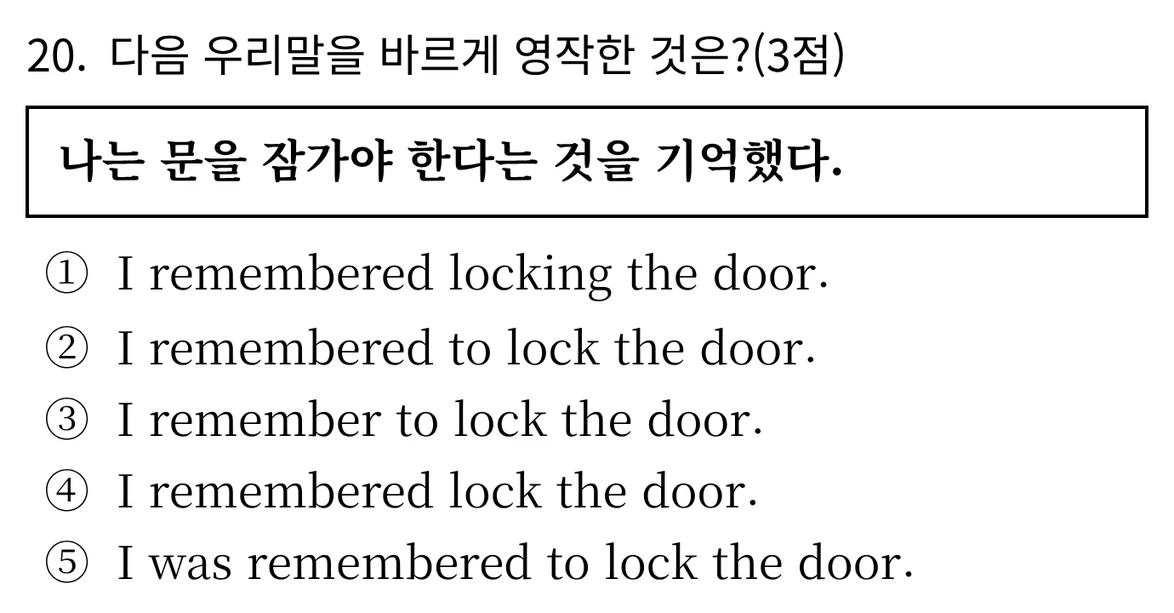 20. 다음 우리말을 바르게 영작한 것은?(3점)
나는 문을 잠가야 한다는 것을 기억했다.
① I remembered locking the door.
② I remembered to lock the door.
③ I remember to lock the door.
④ I remembered lock the door.
⑤ I was remembered to lock the door.